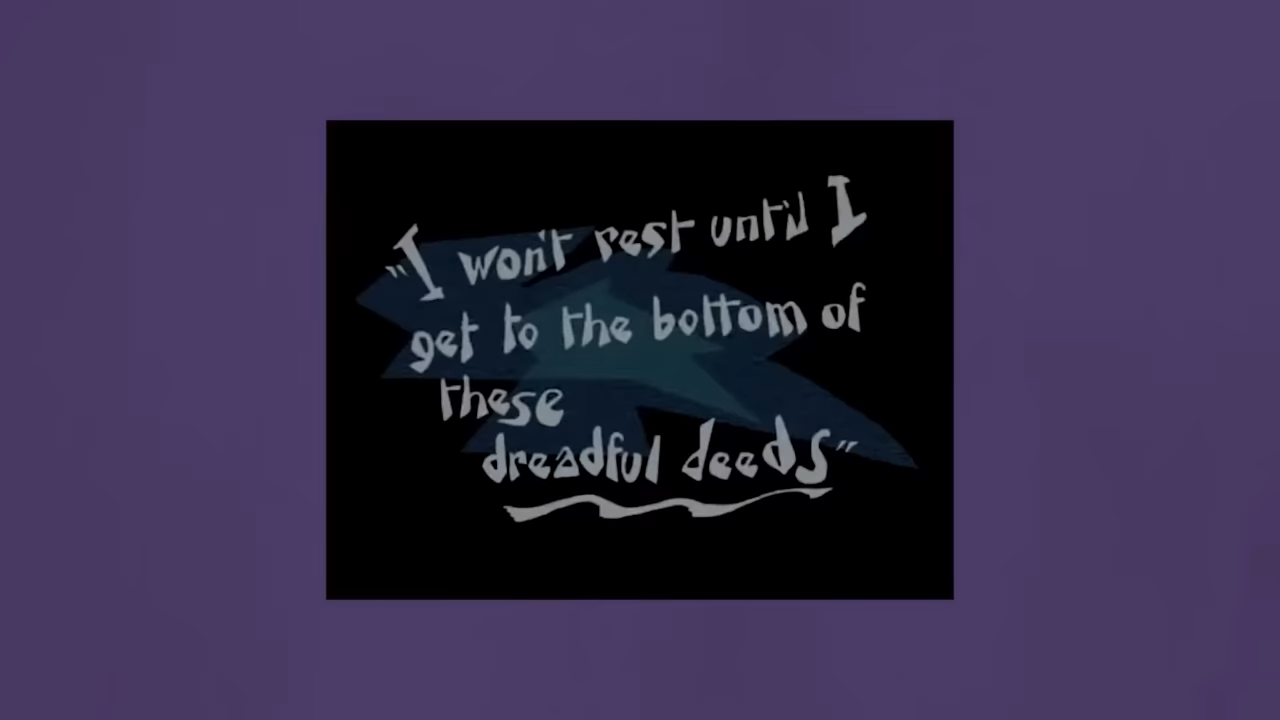 "I won't rest until I
get to the bottom of
these
dreadful deeds"